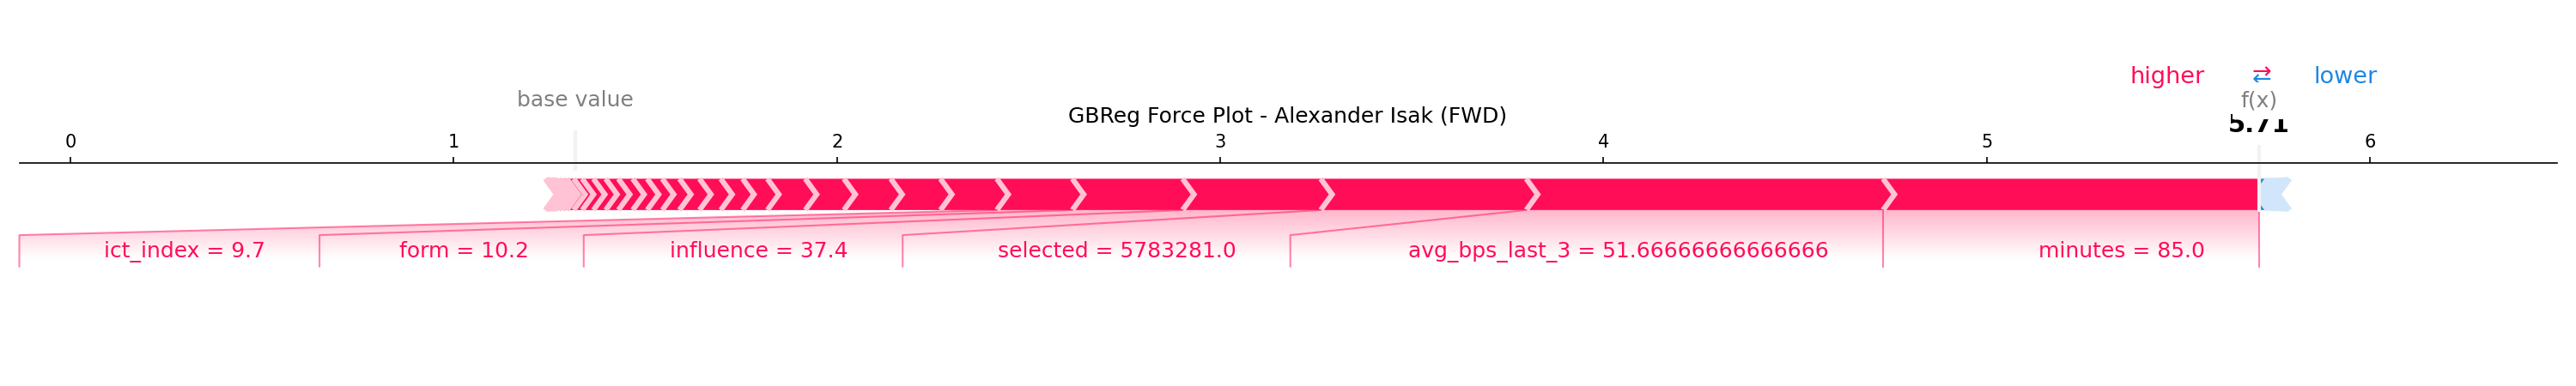 higher ⇄ lower
base value f(x)
GBReg Force Plot - Alexander Isak (FWD)
5.71
0 1 2 3 4 5 6
ict_index = 9.7 form = 10.2 influence = 37.4 selected = 5783281.0 avg_bps_last_3 = 51.66666666666666 minutes = 85.0